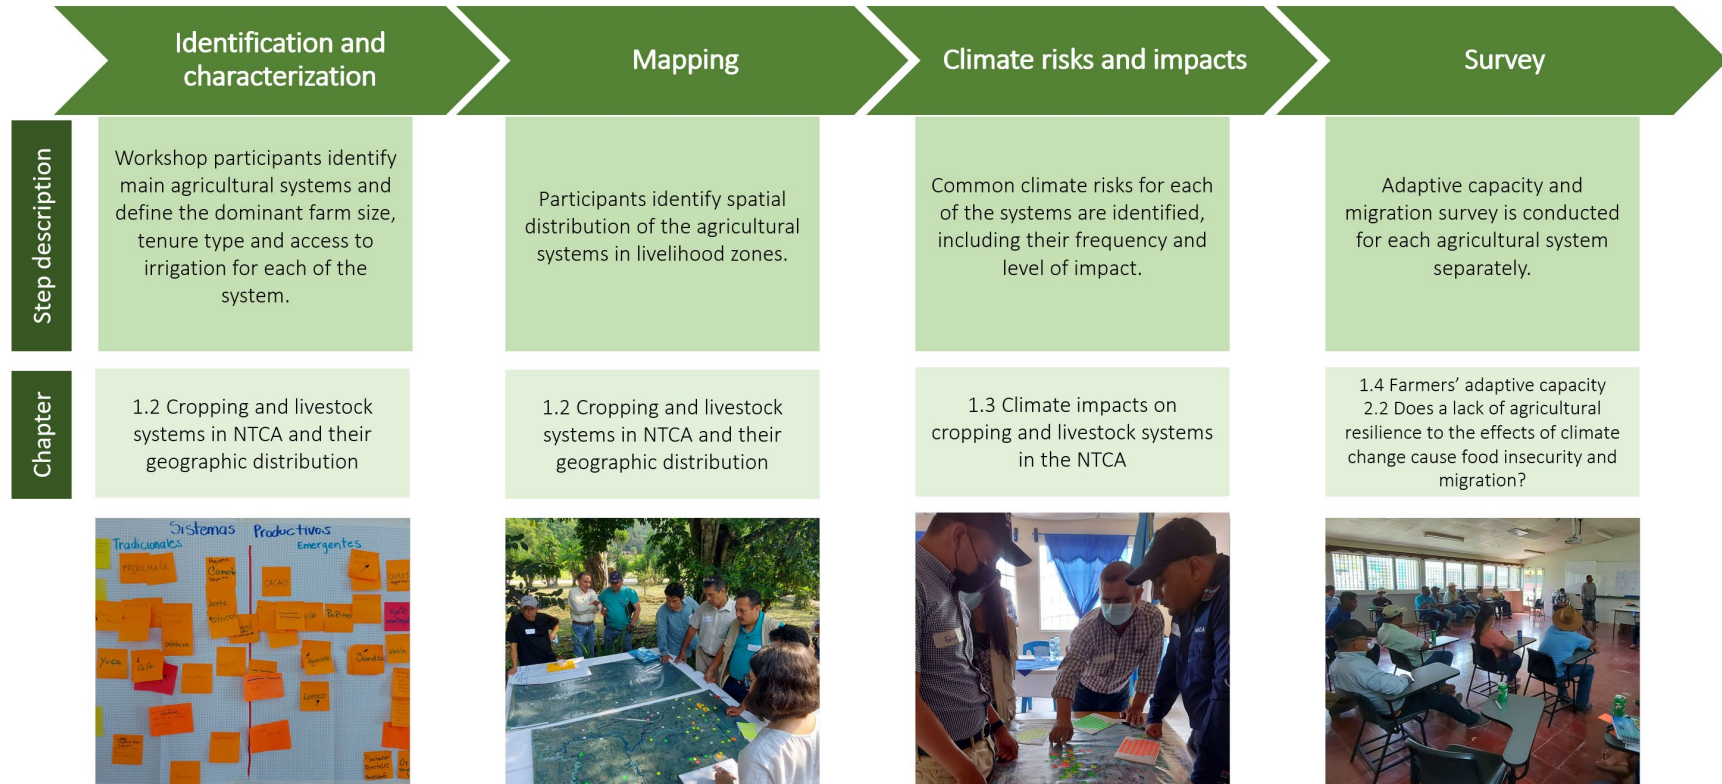 Identification and
characterization
Mapping
Climate risks and impacts
Survey
Step description
Workshop participants identify
main agricultural systems and
define the dominant farm size,
tenure type and access to
irrigation for each of the
system.
Participants identify spatial
distribution of the agricultural
systems in livelihood zones.
Common climate risks for each
of the systems are identified,
including their frequency and
level of impact.
Adaptive capacity and
migration survey is conducted
for each agricultural system
separately.
Chapter
1.2 Cropping and livestock
systems in NTCA and their
geographic distribution
1.2 Cropping and livestock
systems in NTCA and their
geographic distribution
1.3 Climate impacts on
cropping and livestock systems
in the NTCA
1.4 Farmers’ adaptive capacity
2.2 Does a lack of agricultural
resilience to the effects of climate
change cause food insecurity and
migration?
Sistemas Productivos
Tradicionales
Emergentes
CACAO
Pepino
Yuca
Café
Aguacate
Sandía
Loroco